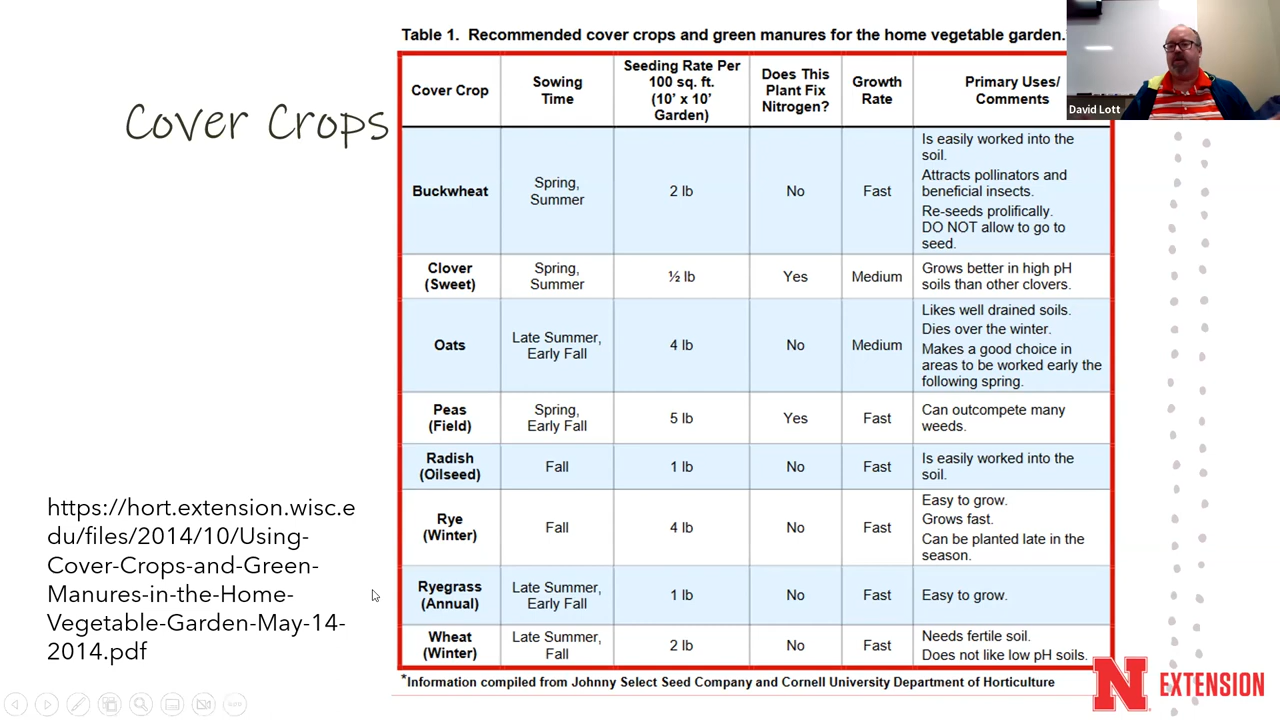 Table 1. Recommended cover crops and green manures for the home vegetable garden.
David Lott
Cover Crops
Cover Crop
Sowing
Time
Seeding Rate Per
100 sq. ft.
(10' x 10'
Garden)
Does This
Plant Fix
Nitrogen?
Growth
Rate
Primary Uses/
Comments
Buckwheat
Spring,
Summer
2 lb
No
Fast
Is easily worked into the
soil.
Attracts pollinators and
beneficial insects.
Re-seeds prolifically.
DO NOT allow to go to
seed.
Clover
(Sweet)
Spring,
Summer
½ lb
Yes
Medium
Grows better in high pH
soils than other clovers.
Oats
Late Summer,
Early Fall
4 lb
No
Medium
Likes well drained soils.
Dies over the winter.
Makes a good choice in
areas to be worked early the
following spring.
Peas
(Field)
Spring,
Early Fall
5 lb
Yes
Fast
Can outcompete many
weeds.
Radish
(Oilseed)
Fall
1 lb
No
Fast
Is easily worked into the
soil.
Rye
(Winter)
Fall
4 lb
No
Fast
Easy to grow.
Grows fast.
Can be planted late in the
season.
Ryegrass
(Annual)
Late Summer,
Early Fall
1 lb
No
Fast
Easy to grow.
Wheat
(Winter)
Late Summer,
Fall
2 lb
No
Fast
Needs fertile soil.
Does not like low pH soils.
*Information compiled from Johnny Select Seed Company and Cornell University Department of Horticulture
https://hort.extension.wisc.e
du/files/2014/10/Using-
Cover-Crops-and-Green-
Manures-in-the-Home-
Vegetable-Garden-May-14-
2014.pdf
N EXTENSION